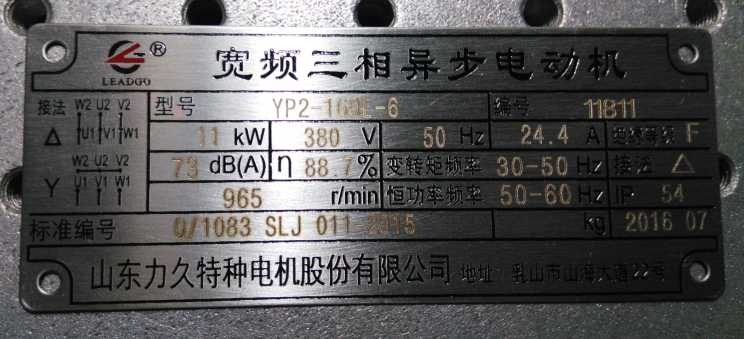 LEADGO ® 宽频三相异步电动机
接法 W2 U2 V2 型号 YP2-160L-6 编号 11811
△ U1 V1 W1 11 kW 380 V 50 Hz 24.4 A 绝缘等级 F
W2 U2 V2 73 dB(A) η 88.7% 变转矩频率 30-50 Hz 接法 △
Y U1 V1 W1 965 r/min 恒功率频率 50-60 Hz IP 54
标准编号 Q/1083 SLJ 011-2015 kg 2016 07
山东力久特种电机股份有限公司 地址 乳山市山海大道22号